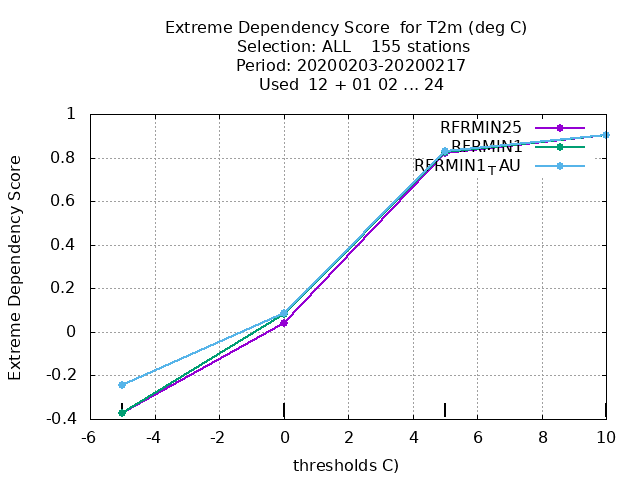 Extreme Dependency Score  for T2m (deg C)
Selection: ALL    155 stations
Period: 20200203-20200217
Used  12 + 01 02 ... 24
RFRMIN25
RFRMIN1
RFRMIN1TAU
Extreme Dependency Score
1
0.8
0.6
0.4
0.2
0
-0.2
-0.4
-6 -4 -2 0 2 4 6 8 10
thresholds C)